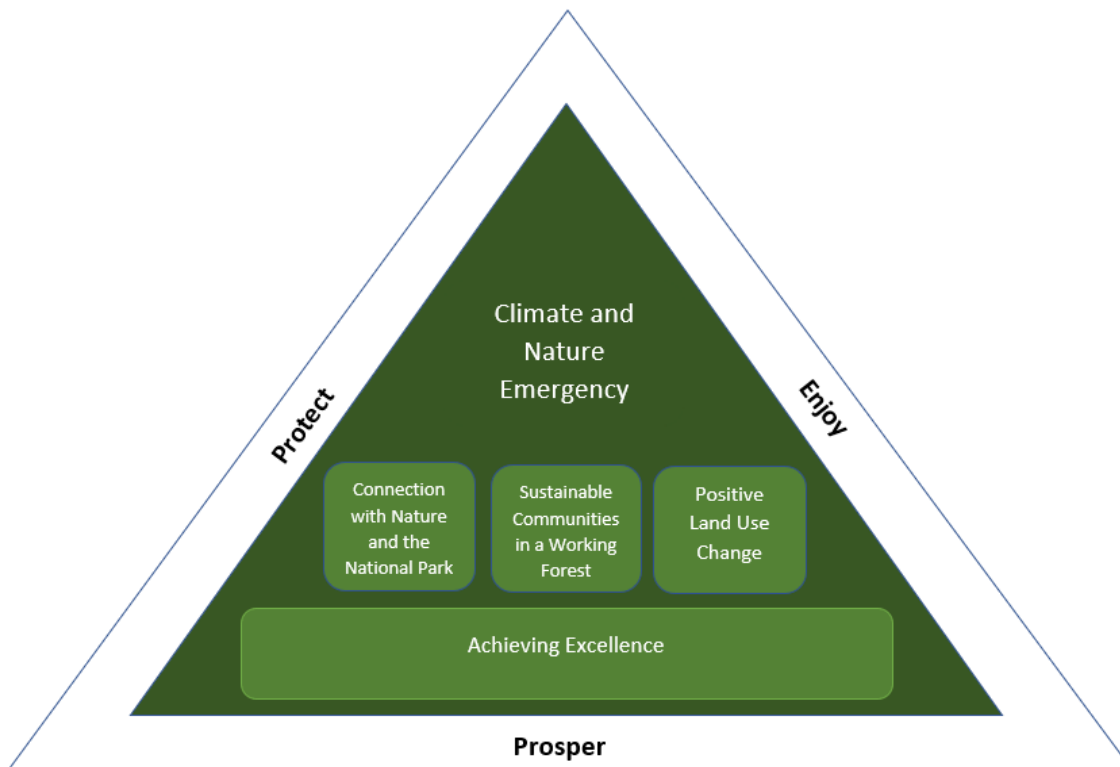 Climate and
Nature
Emergency
Protect
Enjoy
Connection
with Nature
and the
National Park
Sustainable
Communities
in a Working
Forest
Positive
Land Use
Change
Achieving Excellence
Prosper